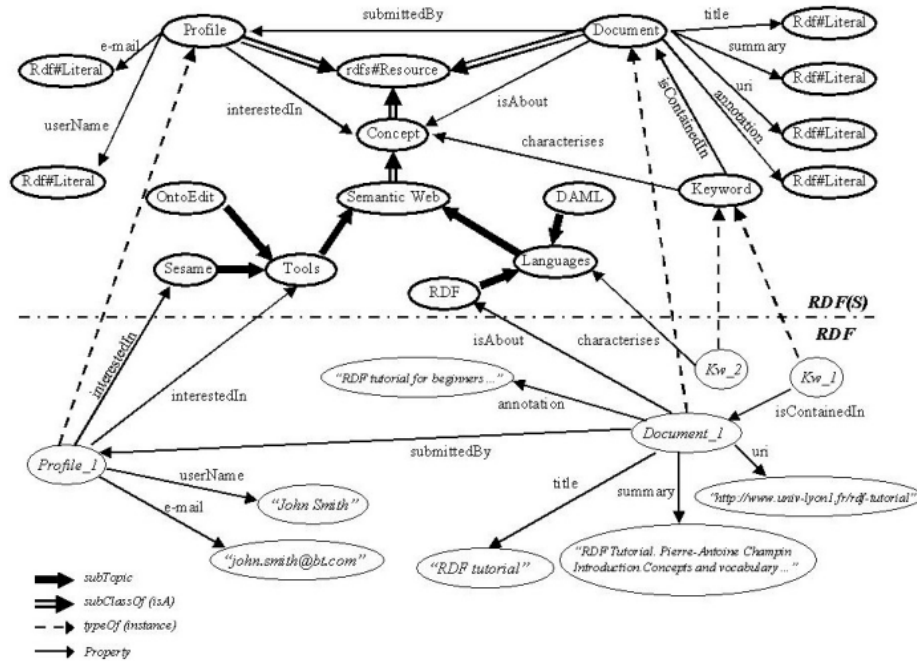 submittedBy
title
Profile
Document
Rdf#Literal
e-mail
summary
Rdf#Literal
rdfs#Resource
Rdf#Literal
uri
isAbout
isContainedIn
annotation
interestedIn
userName
Concept
characterises
Rdf#Literal
Rdf#Literal
Rdf#Literal
OntoEdit
Semantic Web
DAML
Keyword
Sesame
Tools
Languages
RDF
RDF(S)
RDF
interestedIn
isAbout
characterises
Kw_2
Kw_1
"RDF tutorial for beginners ..."
interestedIn
annotation
isContainedIn
Profile_1
submittedBy
Document_1
uri
userName
title
summary
"http://www.univ-lyon1.fr/rdf-tutorial"
"John Smith"
e-mail
"john.smith@bt.com"
"RDF tutorial"
"RDF Tutorial. Pierre-Antoine Champin
Introduction.Concepts and vocabulary ..."
subTopic
subClassOf (isA)
typeOf (instance)
Property